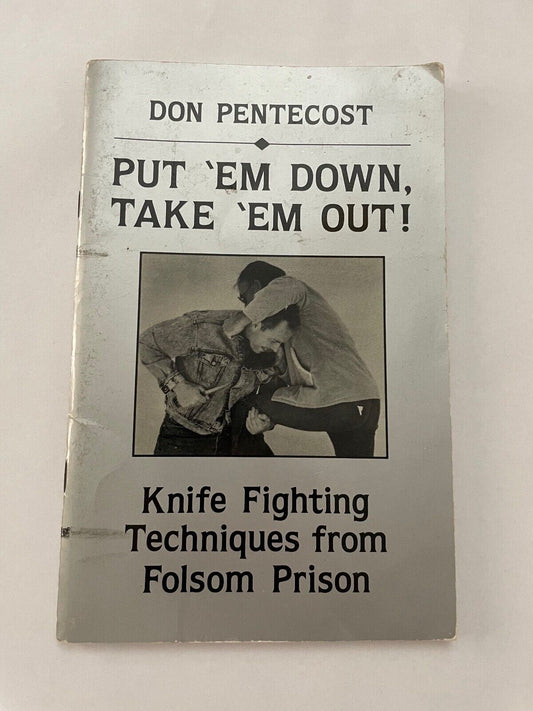 DON PENTECOST
PUT ‵EM DOWN,
TAKE ‵EM OUT!
Knife Fighting
Techniques from
Folsom Prison